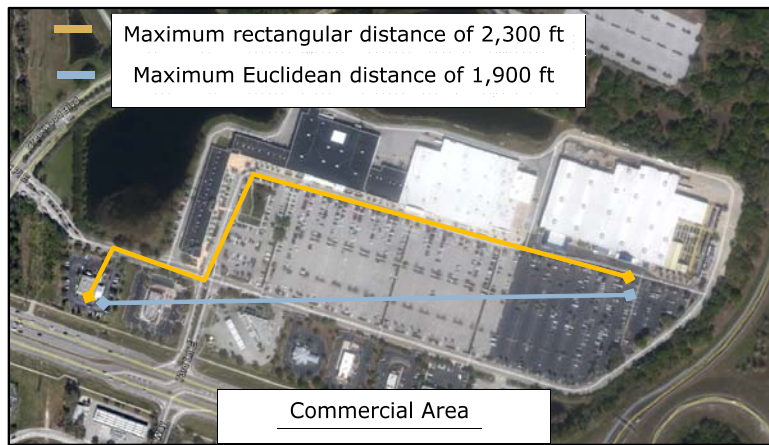 Maximum rectangular distance of 2,300 ft
Maximum Euclidean distance of 1,900 ft
Commercial Area